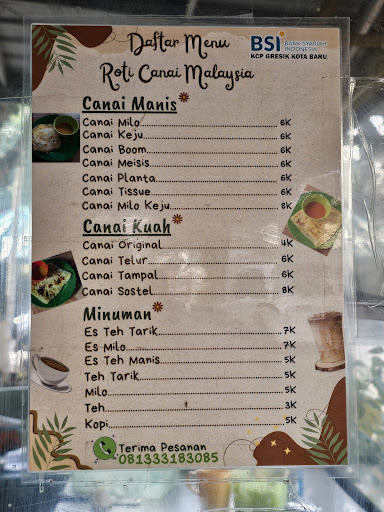 Daftar Menu
Roti Canai Malaysia
BSI BANK SYARIAH INDONESIA
KCP GRESIK KOTA BARU
Canai Manis
Canai Milo 6K
Canai Keju 6K
Canai Boom 6K
Canai Meisis 6K
Canai Planta 6K
Canai Tissue 6K
Canai Milo Keju 8K
Canai Kuah
Canai Original 4K
Canai Telur 6K
Canai Tampal 6K
Canai Sostel 8K
Minuman
Es Teh Tarik 7K
Es Milo 7K
Es Teh Manis 5K
Teh Tarik 5K
Milo 5K
Teh 3K
Kopi 5K
Terima Pesanan
081333183085